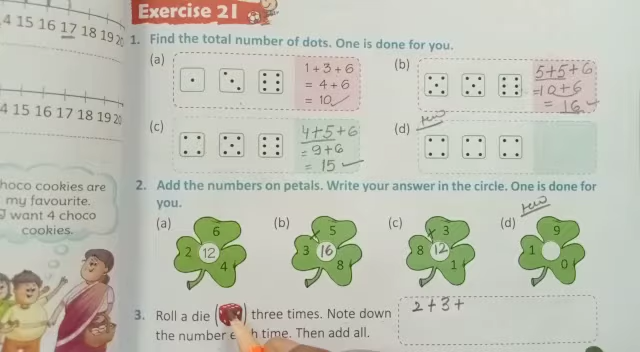 Exercise 21
4 15 16 17 18 19 20
1. Find the total number of dots. One is done for you.
(a)
1+3+6
= 4+6
= 10
(b)
5+5+6
=10+6
= 16
4 15 16 17 18 19 20
(c)
4+5+6
= 9+6
= 15
(d)
hoco cookies are
my favourite.
I want 4 choco
cookies.
2. Add the numbers on petals. Write your answer in the circle. One is done for
you.
(a)
6
2 12
4
(b)
5
3 16
8
(c)
3
8 12
1
(d)
9
1
0
3. Roll a die ( ) three times. Note down
the number e h time. Then add all.
2+3+